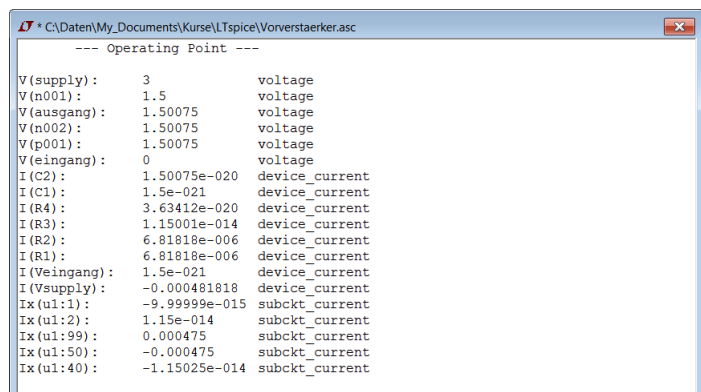 * C:\Daten\My_Documents\Kurse\LTspice\Vorverstaerker.asc
--- Operating Point ---
V(supply): 3 voltage
V(n001): 1.5 voltage
V(ausgang): 1.50075 voltage
V(n002): 1.50075 voltage
V(p001): 1.50075 voltage
V(eingang): 0 voltage
I(C2): 1.50075e-020 device_current
I(C1): 1.5e-021 device_current
I(R4): 3.63412e-020 device_current
I(R3): 1.15001e-014 device_current
I(R2): 6.81818e-006 device_current
I(R1): 6.81818e-006 device_current
I(Veingang): 1.5e-021 device_current
I(Vsupply): -0.000481818 device_current
Ix(u1:1): -9.99999e-015 subckt_current
Ix(u1:2): 1.15e-014 subckt_current
Ix(u1:99): 0.000475 subckt_current
Ix(u1:50): -0.000475 subckt_current
Ix(u1:40): -1.15025e-014 subckt_current